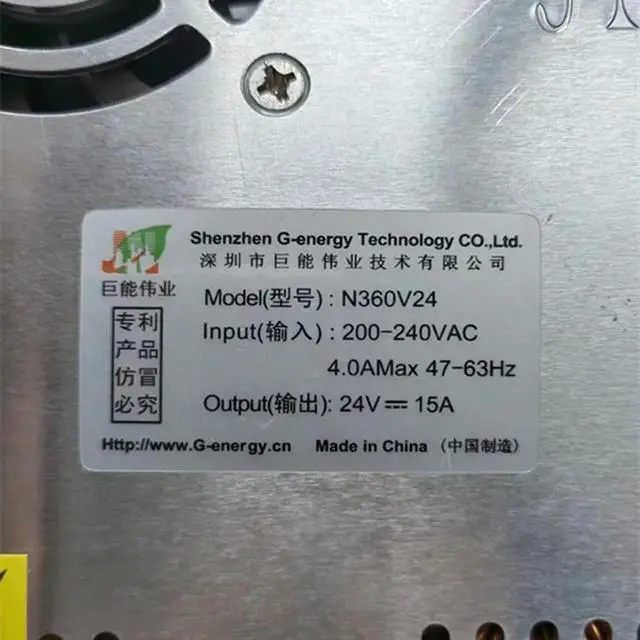 Shenzhen G-energy Technology CO.,Ltd.
深圳市巨能伟业技术有限公司
巨能伟业
Model(型号) : N360V24
Input(输入) : 200-240VAC
4.0AMax 47-63Hz
Output(输出): 24V⎓15A
专利
产品
仿冒
必究
Http://www.G-energy.cn Made in China (中国制造)